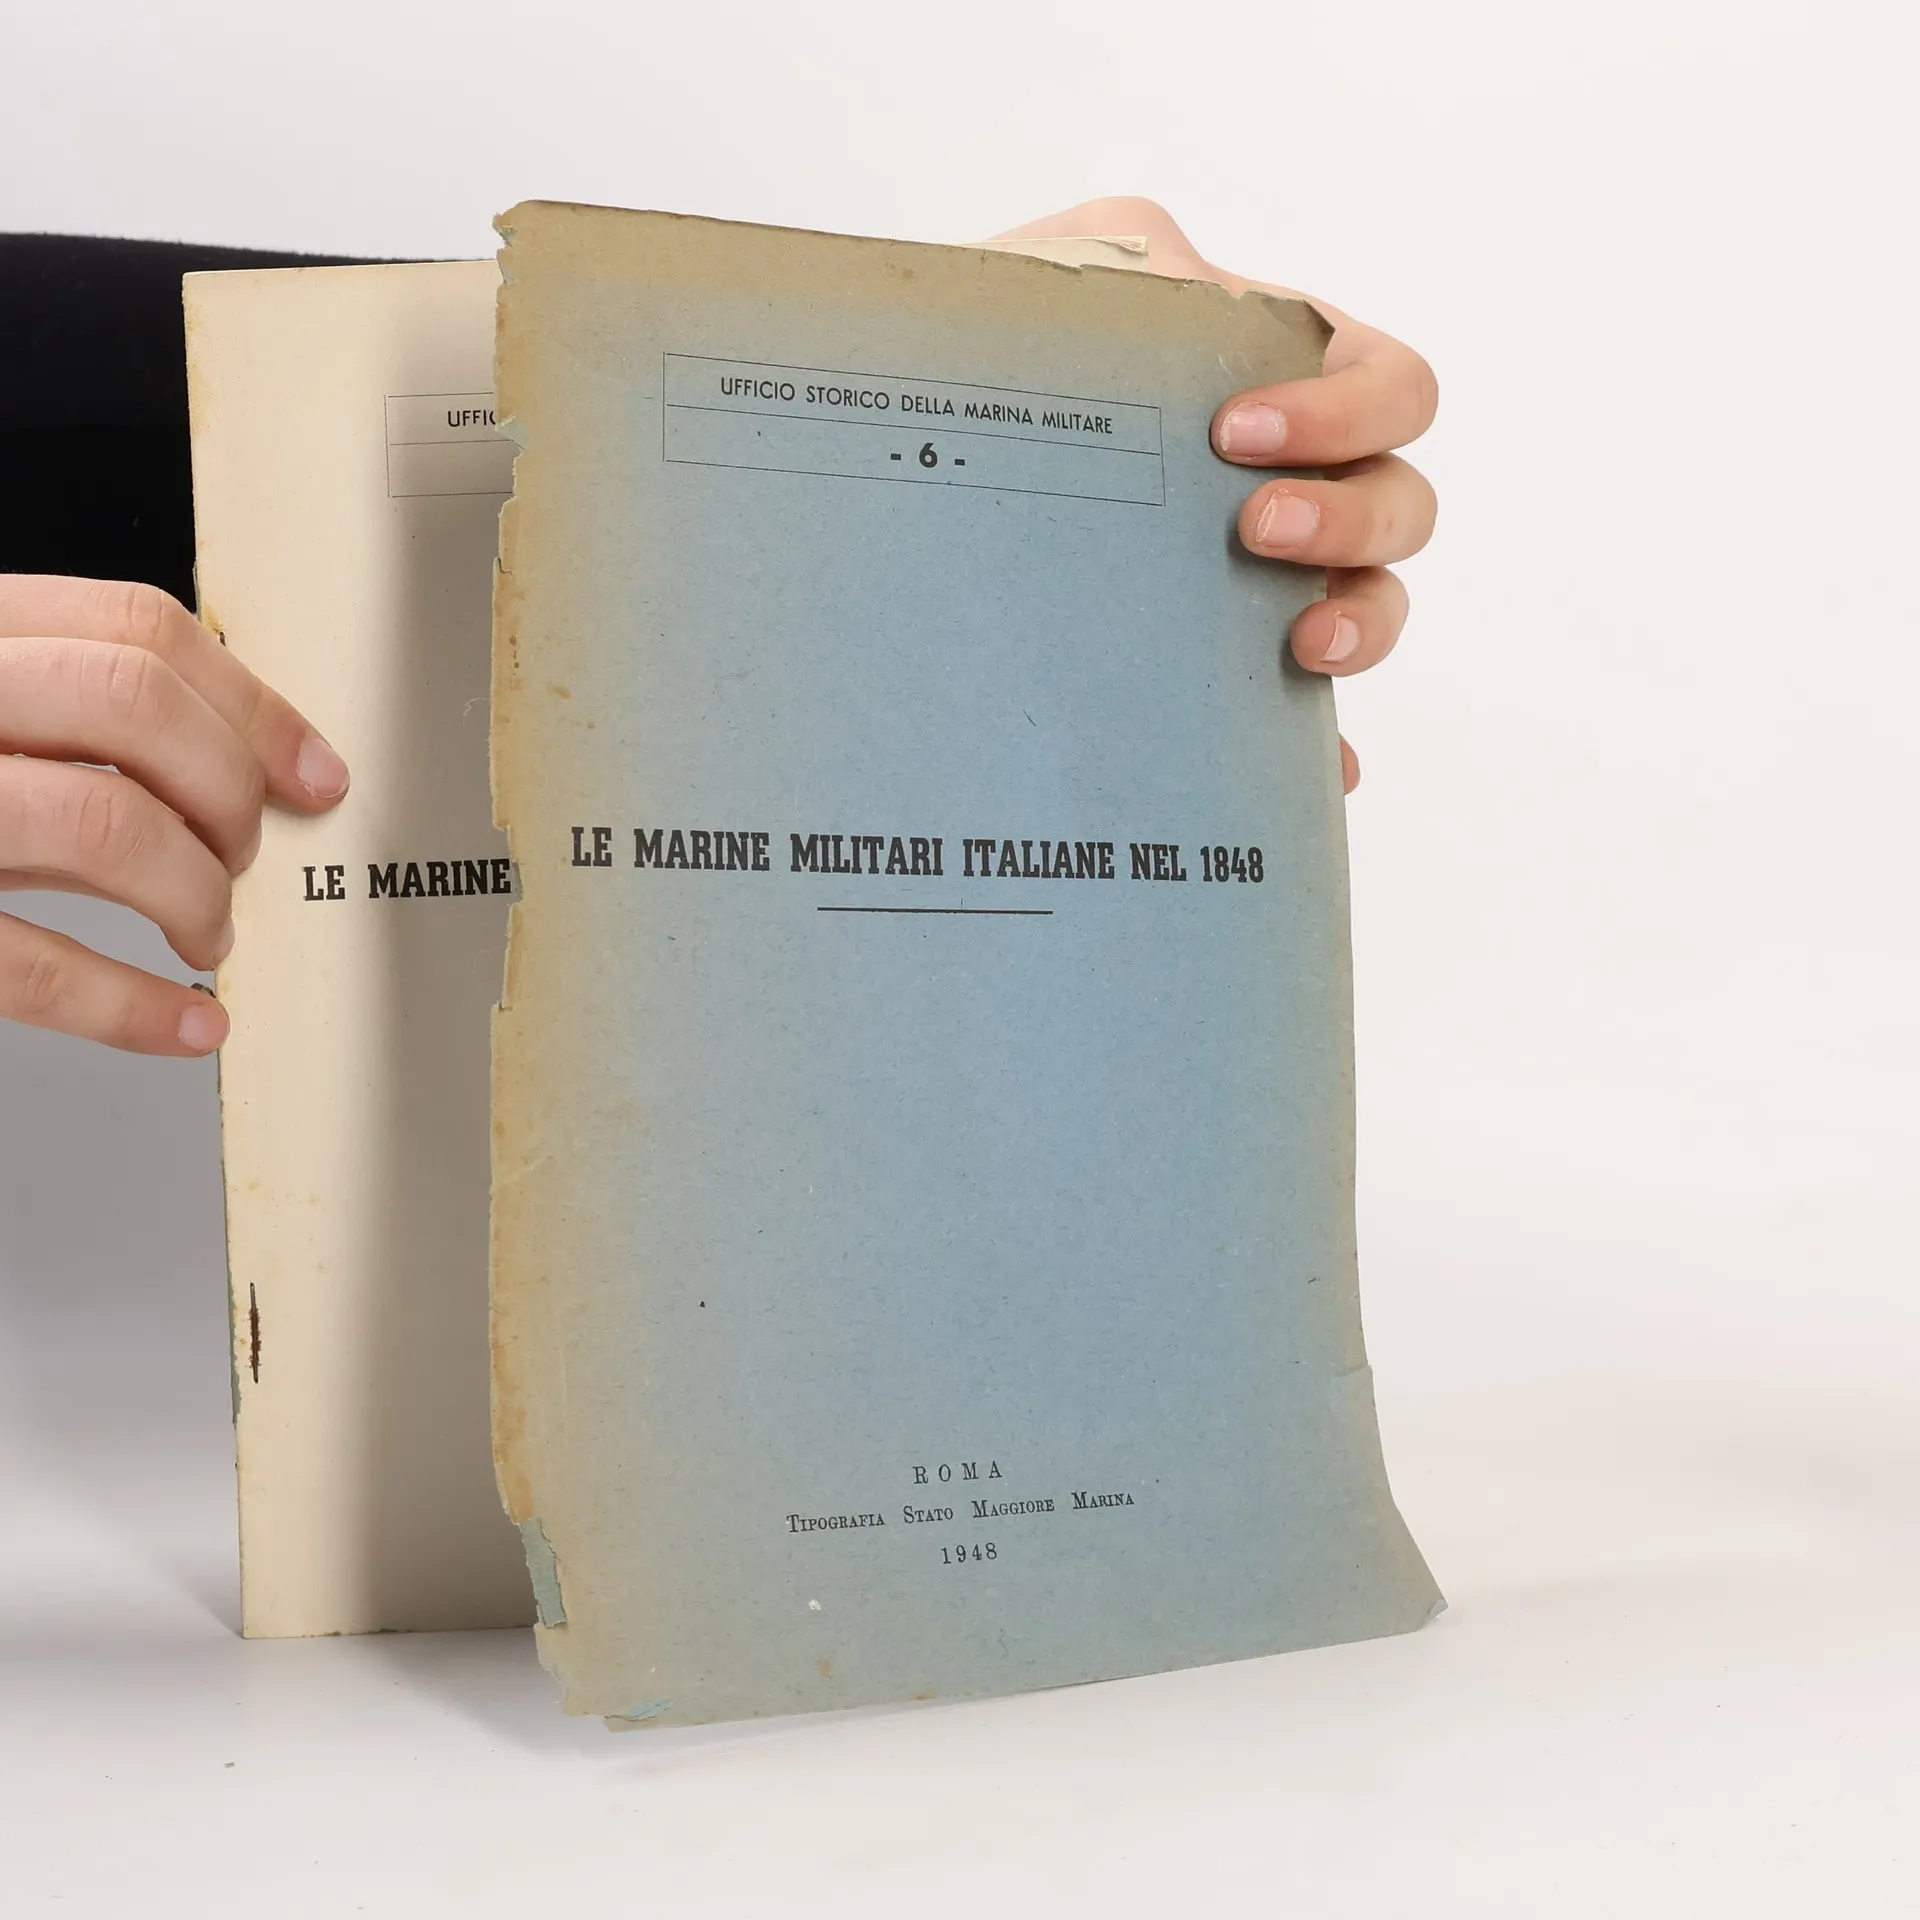 UFFICIO STORICO DELLA MARINA MILITARE
- 6 -
LE MARINE MILITARI ITALIANE NEL 1848
ROMA
TIPOGRAFIA STATO MAGGIORE MARINA
1948
LE MARINE